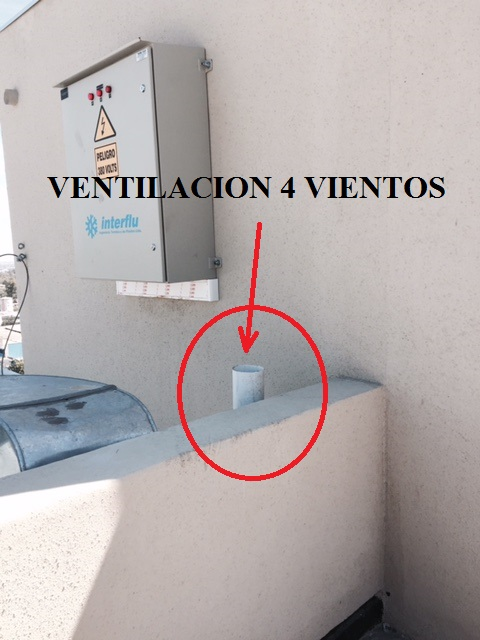 PELIGRO
380 VOLTS
VENTILACION 4 VIENTOS
interflu